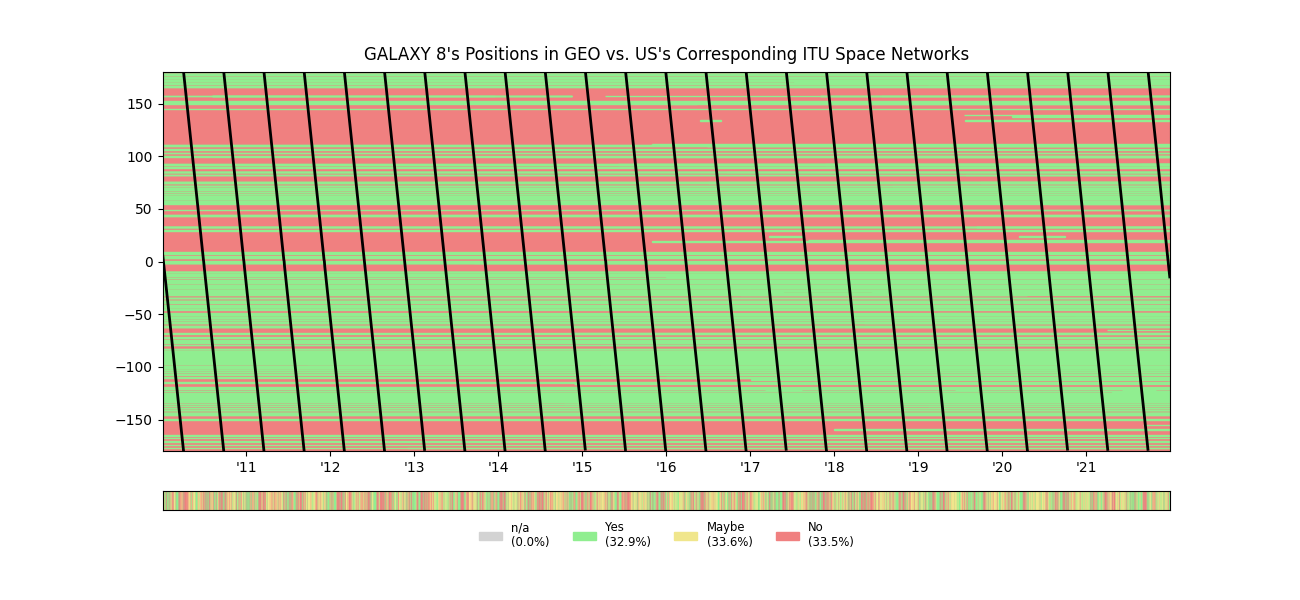 GALAXY 8's Positions in GEO vs. US's Corresponding ITU Space Networks
150
100
50
0
−50
−100
−150
'11 '12 '13 '14 '15 '16 '17 '18 '19 '20 '21
n/a Yes Maybe No
(0.0%) (32.9%) (33.6%) (33.5%)